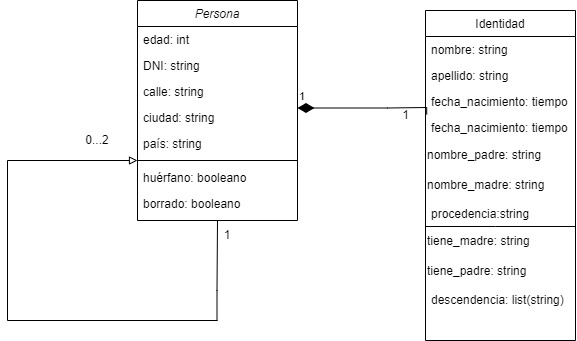 Persona
edad: int
DNI: string
calle: string
ciudad: string
país: string
huérfano: booleano
borrado: booleano
0...2
1
1
1
Identidad
nombre: string
apellido: string
fecha_nacimiento: tiempo
fecha_nacimiento: tiempo
nombre_padre: string
nombre_madre: string
procedencia:string
tiene_madre: string
tiene_padre: string
descendencia: list(string)